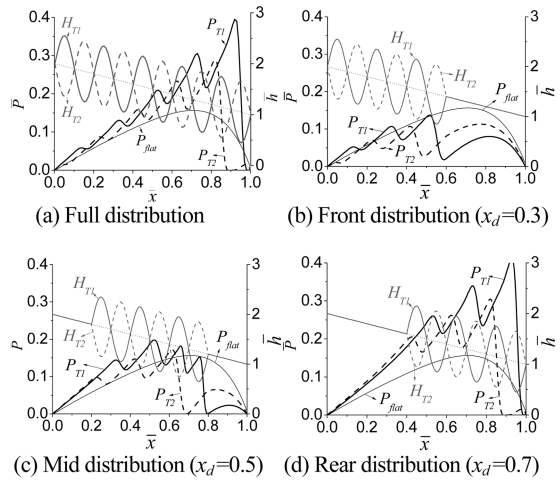 0.4
0.3
0.2
0.1
0.0
P̅
H_T1
H_T2
P_T1
P_flat
P_T2
3
2
1
0
h̅
0.0 0.2 0.4 0.6 0.8 1.0
x̅
(a) Full distribution
0.4
0.3
0.2
0.1
0.0
P̅
H_T1
H_T2
P_flat
P_T1
P_T2
3
2
1
0
h̅
0.0 0.2 0.4 0.6 0.8 1.0
x̅
(b) Front distribution (x_d=0.3)
0.4
0.3
0.2
0.1
0.0
P
H_T1
H_T2
P_T1
P_flat
P_T2
3
2
1
0
h̅
0.0 0.2 0.4 0.6 0.8 1.0
x̅
(c) Mid distribution (x_d=0.5)
0.4
0.3
0.2
0.1
0.0
P̅
P_T1
H_T1
H_T2
P_flat
P_T2
3
2
1
0
h̅
0.0 0.2 0.4 0.6 0.8 1.0
x̅
(d) Rear distribution (x_d=0.7)